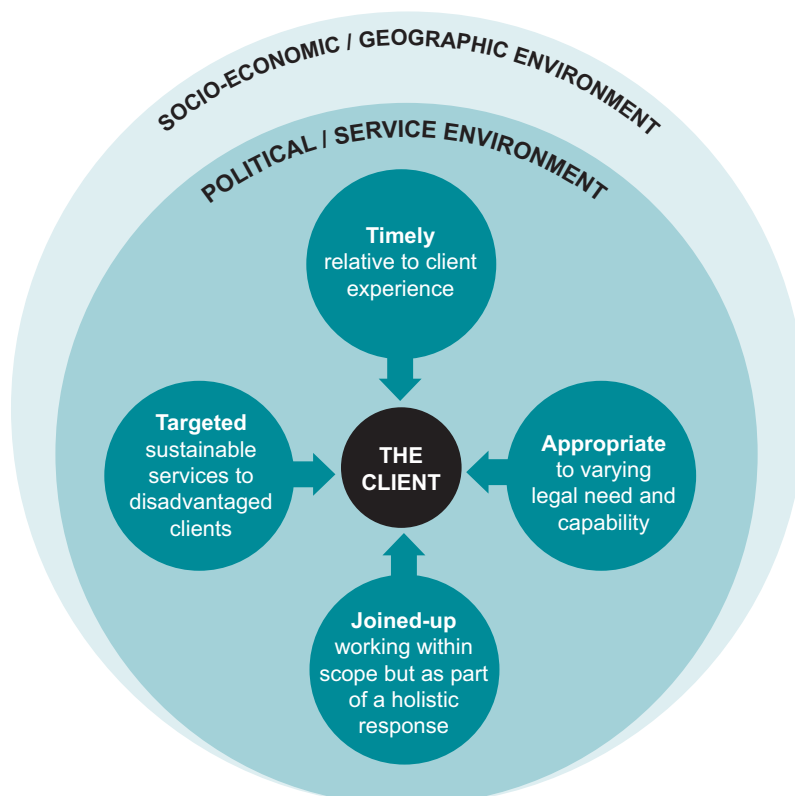 SOCIO-ECONOMIC / GEOGRAPHIC ENVIRONMENT
POLITICAL / SERVICE ENVIRONMENT
Timely
relative to client
experience
Targeted
sustainable
services to
disadvantaged
clients
THE
CLIENT
Appropriate
to varying
legal need and
capability
Joined-up
working within
scope but as part
of a holistic
response